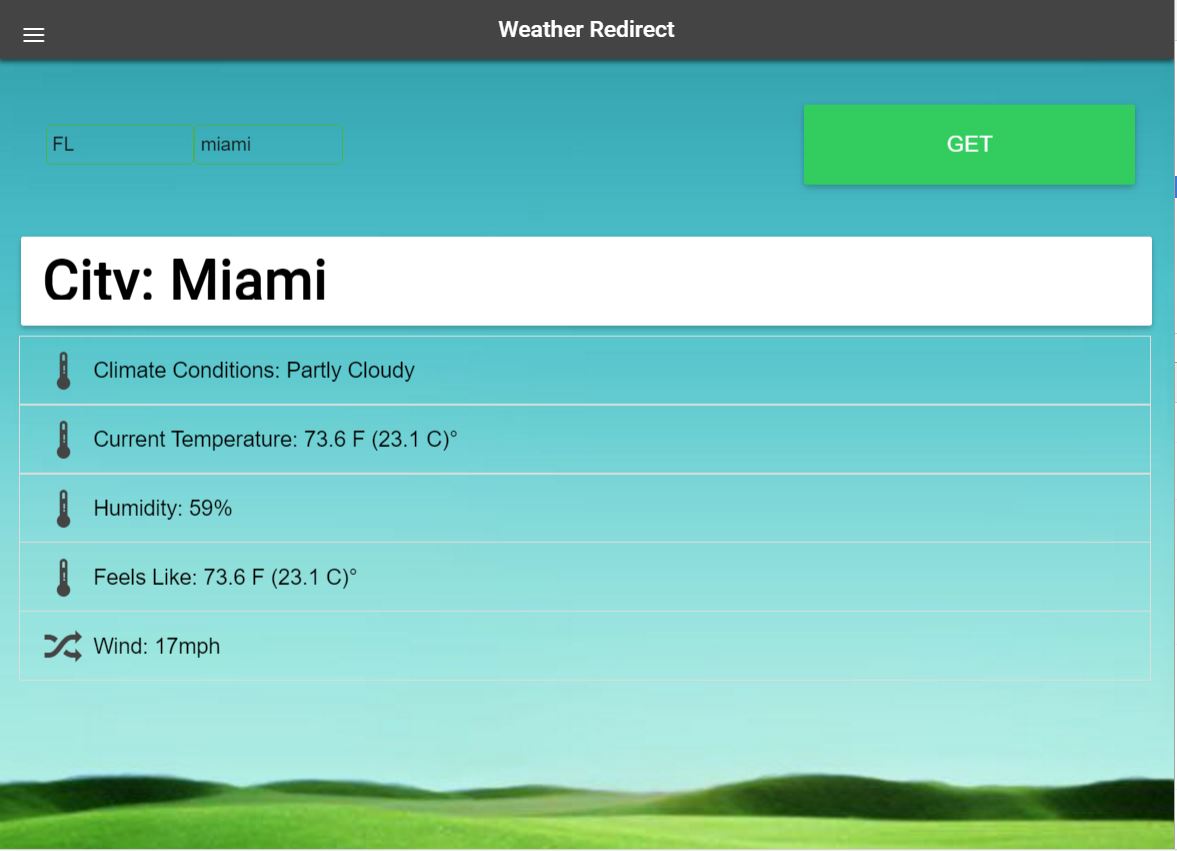 Weather Redirect
FL miami GET
City: Miami
Climate Conditions: Partly Cloudy
Current Temperature: 73.6 F (23.1 C)°
Humidity: 59%
Feels Like: 73.6 F (23.1 C)°
Wind: 17mph